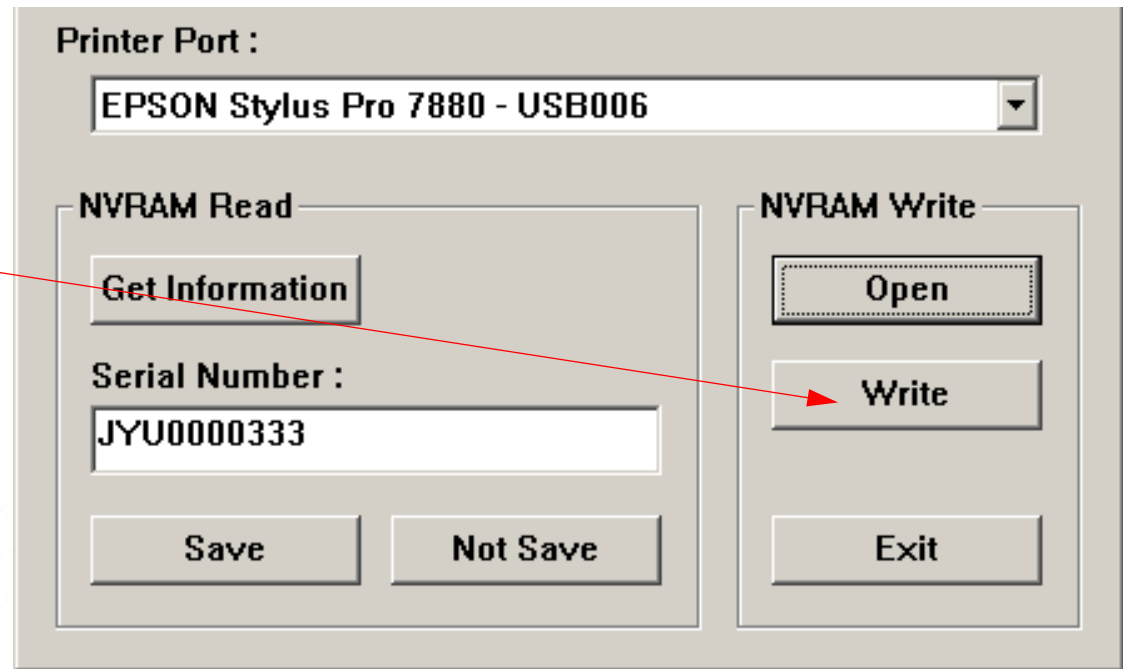 Printer Port :
EPSON Stylus Pro 7880 - USB006
NVRAM Read
Get Information
Serial Number :
JYU0000333
Save
Not Save
NVRAM Write
Open
Write
Exit